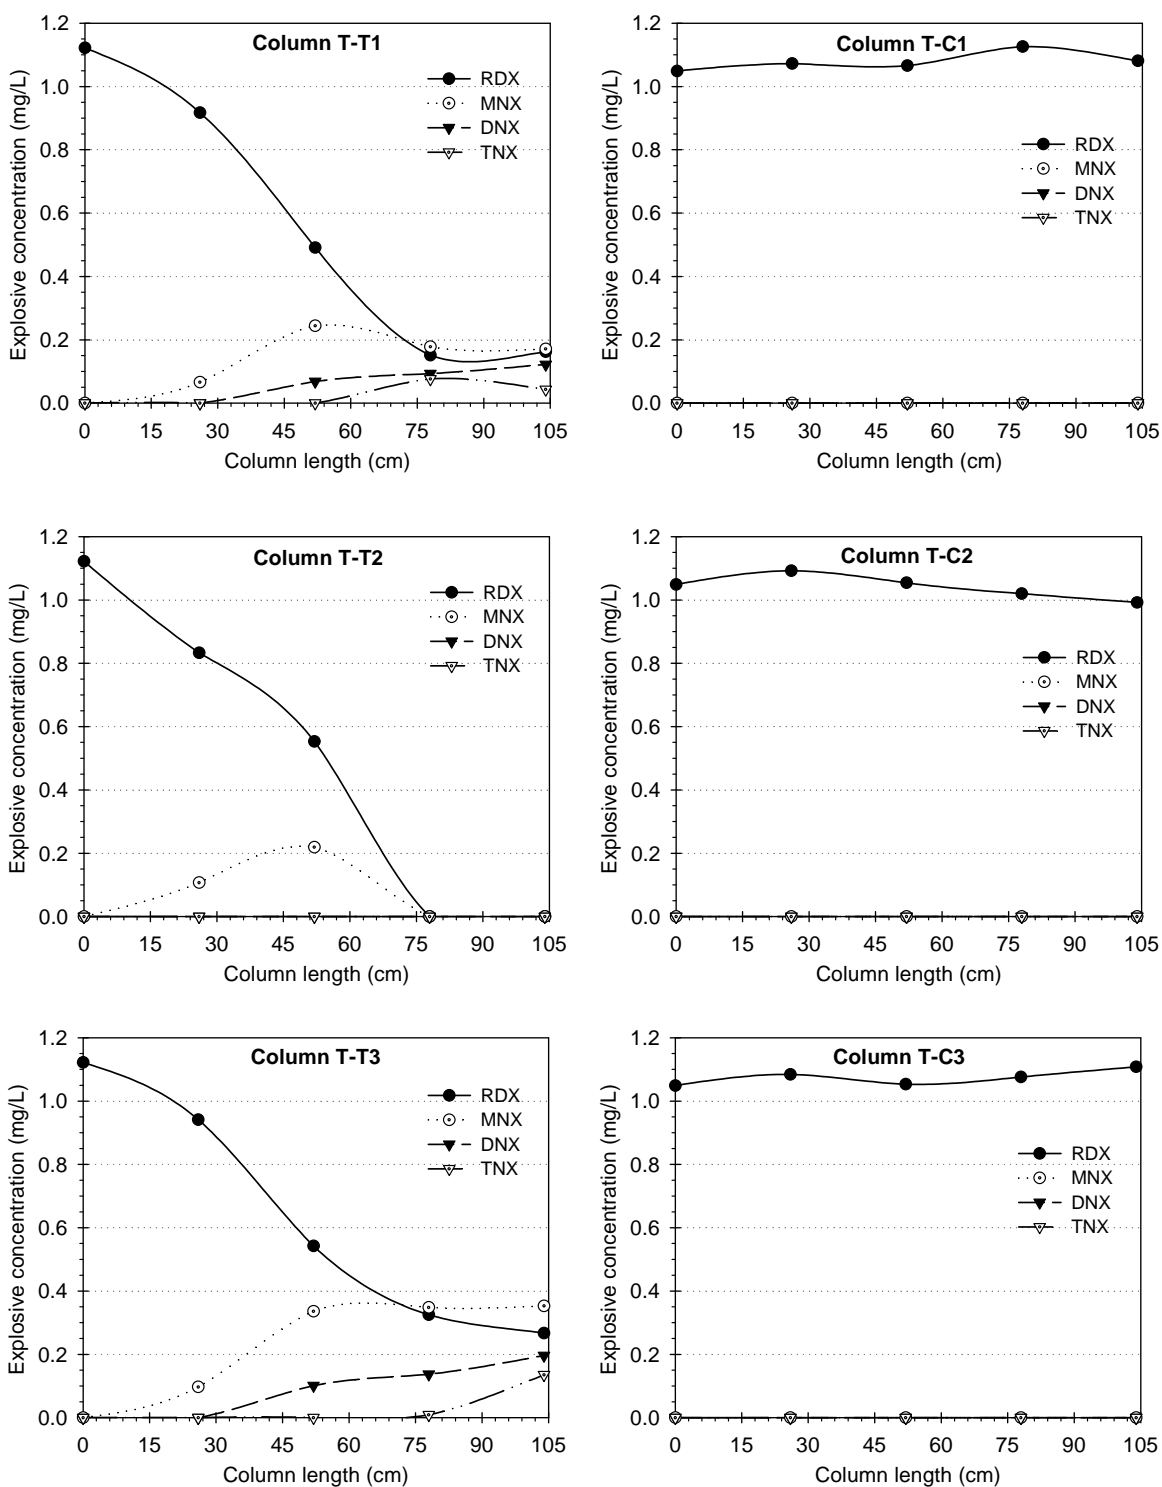 Column T-T1
Explosive concentration (mg/L)
1.2
1.0
0.8
0.6
0.4
0.2
0.0
RDX
MNX
DNX
TNX
0 15 30 45 60 75 90 105
Column length (cm)
Column T-C1
Explosive concentration (mg/L)
1.2
1.0
0.8
0.6
0.4
0.2
0.0
RDX
MNX
DNX
TNX
0 15 30 45 60 75 90 105
Column length (cm)
Column T-T2
Explosive concentration (mg/L)
1.2
1.0
0.8
0.6
0.4
0.2
0.0
RDX
MNX
DNX
TNX
0 15 30 45 60 75 90 105
Column length (cm)
Column T-C2
Explosive concentration (mg/L)
1.2
1.0
0.8
0.6
0.4
0.2
0.0
RDX
MNX
DNX
TNX
0 15 30 45 60 75 90 105
Column length (cm)
Column T-T3
Explosive concentration (mg/L)
1.2
1.0
0.8
0.6
0.4
0.2
0.0
RDX
MNX
DNX
TNX
0 15 30 45 60 75 90 105
Column length (cm)
Column T-C3
Explosive concentration (mg/L)
1.2
1.0
0.8
0.6
0.4
0.2
0.0
RDX
MNX
DNX
TNX
0 15 30 45 60 75 90 105
Column length (cm)